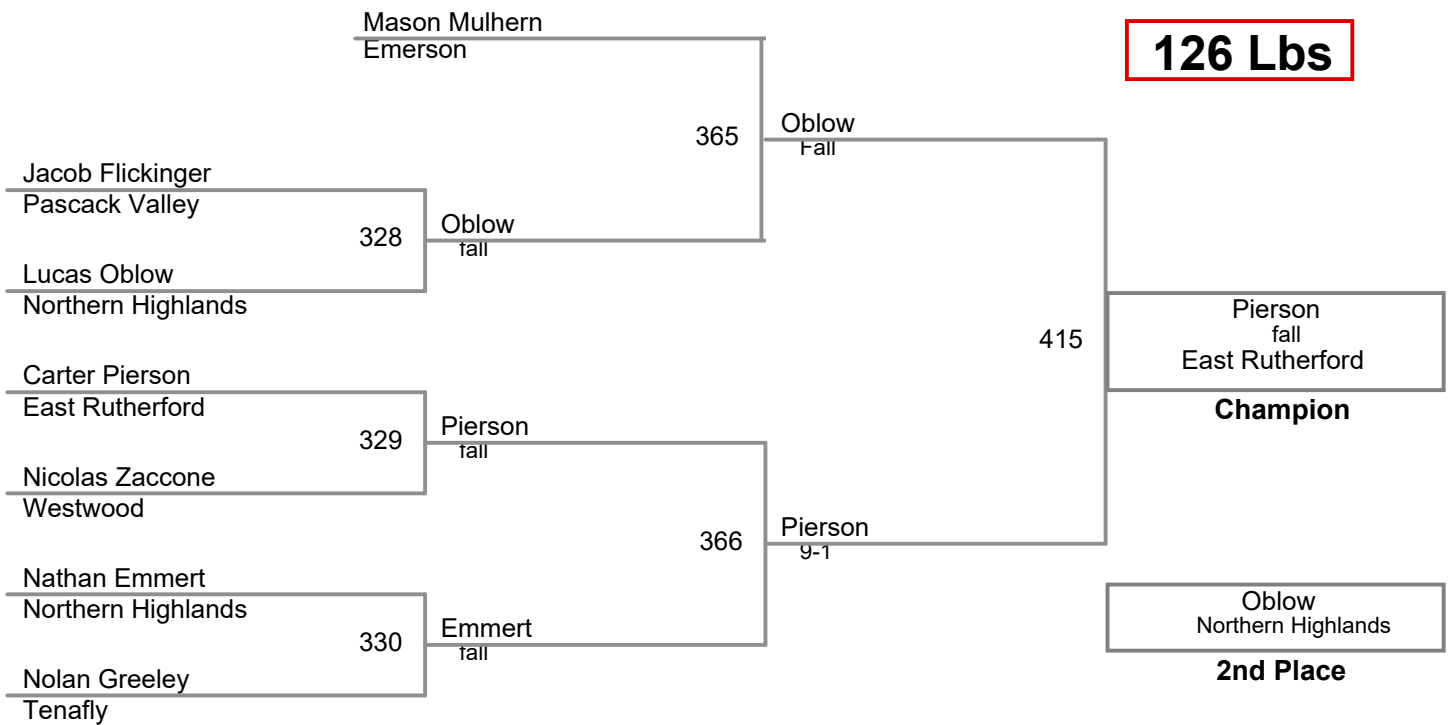 Mason Mulhern
Emerson
126 Lbs
365
Oblow
Fall
Jacob Flickinger
Pascack Valley
328
Oblow
fall
Lucas Oblow
Northern Highlands
415
Pierson
fall
East Rutherford
Champion
Carter Pierson
East Rutherford
329
Pierson
fall
Nicolas Zaccone
Westwood
366
Pierson
9-1
Nathan Emmert
Northern Highlands
330
Emmert
fall
Nolan Greeley
Tenafly
Oblow
Northern Highlands
2nd Place